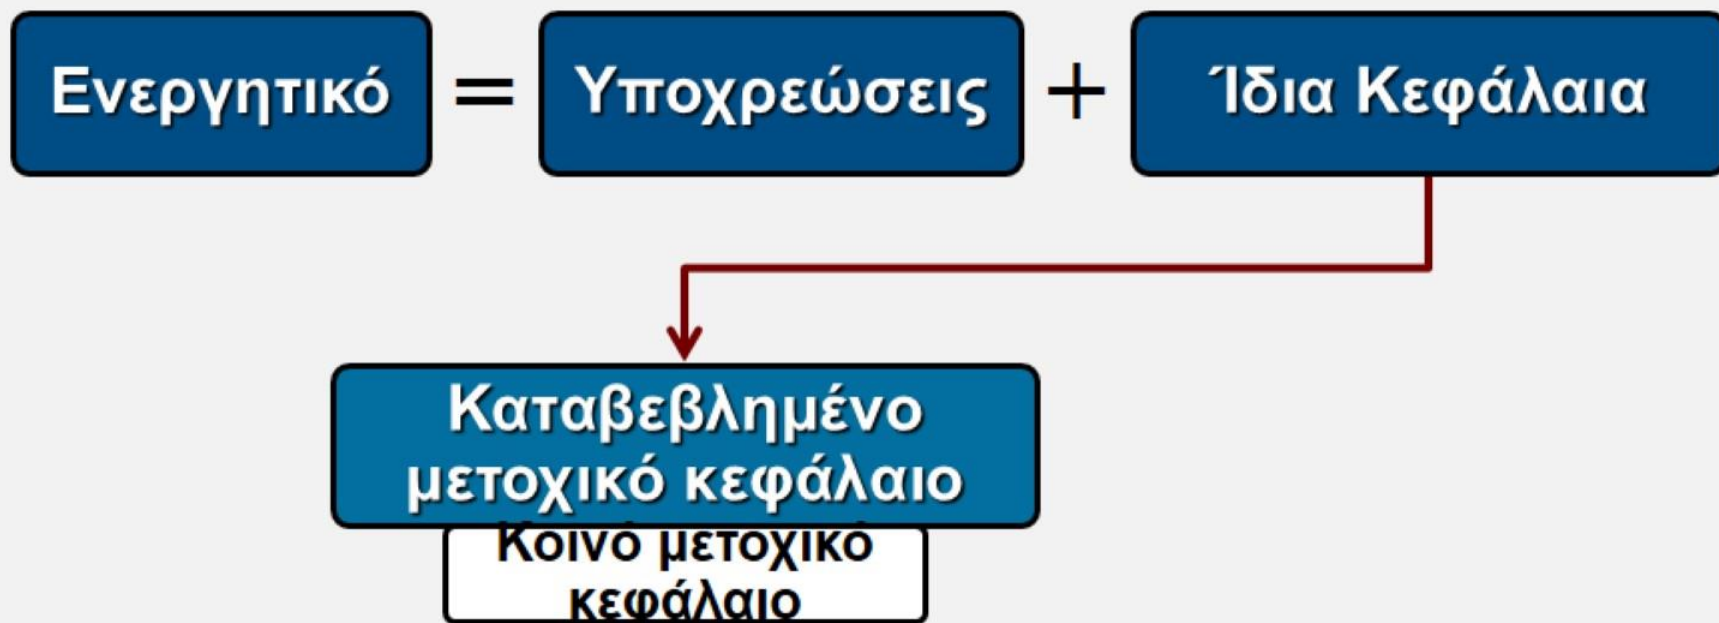 Ενεργητικό = Υποχρεώσεις + Ίδια Κεφάλαια
Καταβεβλημένο
μετοχικό κεφάλαιο
Κοινό μετοχικό
κεφάλαιο